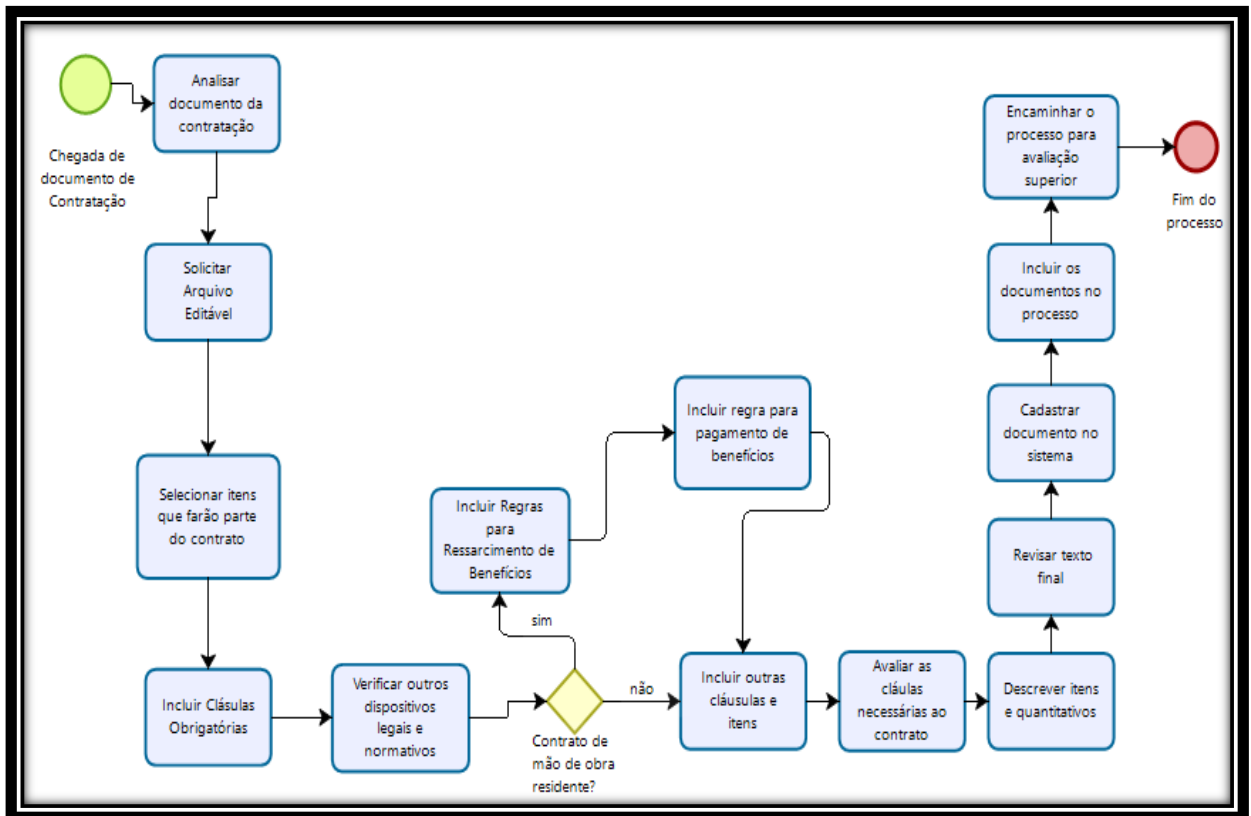 Chegada de
documento de
Contratação
Analisar
documento da
contratação
Solicitar
Arquivo
Editável
Selecionar itens
que farão parte
do contrato
Incluir Clásulas
Obrigatórias
Verificar outros
dispositivos
legais e
normativos
Contrato de
mão de obra
residente?
sim
Incluir Regras
para
Ressarcimento de
Benefícios
Incluir regra para
pagamento de
benefícios
não
Incluir outras
cláusulas e
itens
Avaliar as
cláulas
necessárias ao
contrato
Descrever itens
e quantitativos
Revisar texto
final
Cadastrar
documento no
sistema
Incluir os
documentos no
processo
Encaminhar o
processo para
avaliação
superior
Fim do
processo